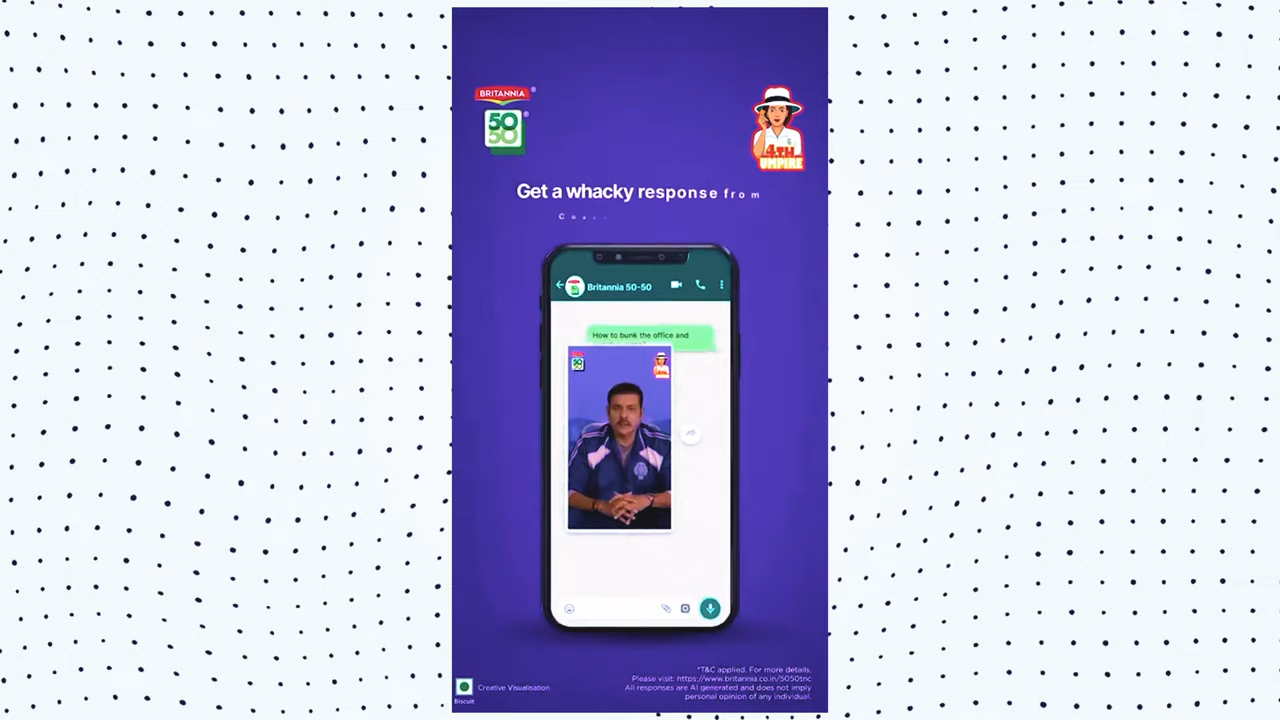 BRITANNIA
50
50
4TH
UMPIRE
Get a whacky response from
Britannia 50-50
How to bunk the office and
*T&C applied. For more details,
Please visit: https://www.britannia.co.in/5050tnc
All responses are AI generated and does not imply
personal opinion of any individual.
Creative Visualisation
Biscuit